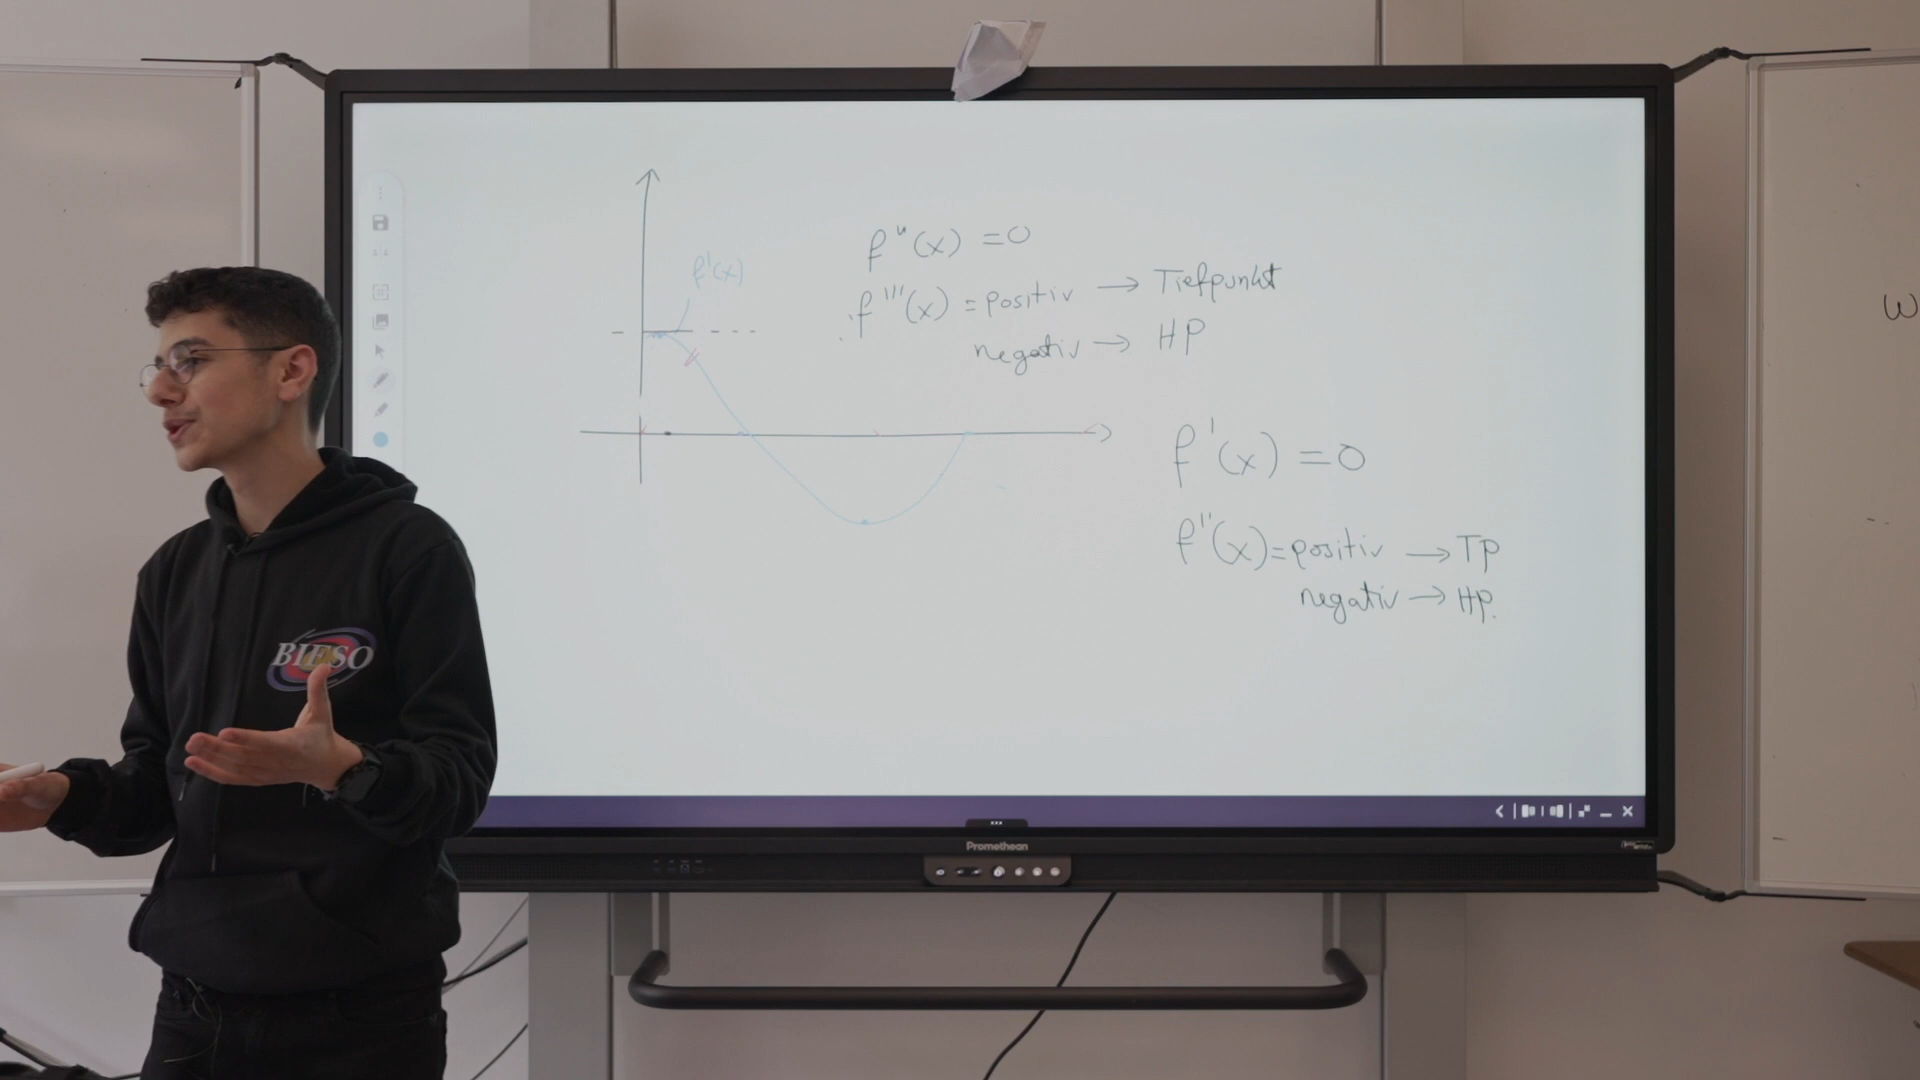 f'(x)
f''(x) = 0
f'''(x) = positiv → Tiefpunkt
negativ → HP
f'(x) = 0
f''(x) = positiv → TP
negativ → HP.
W
BIESO
Promethean